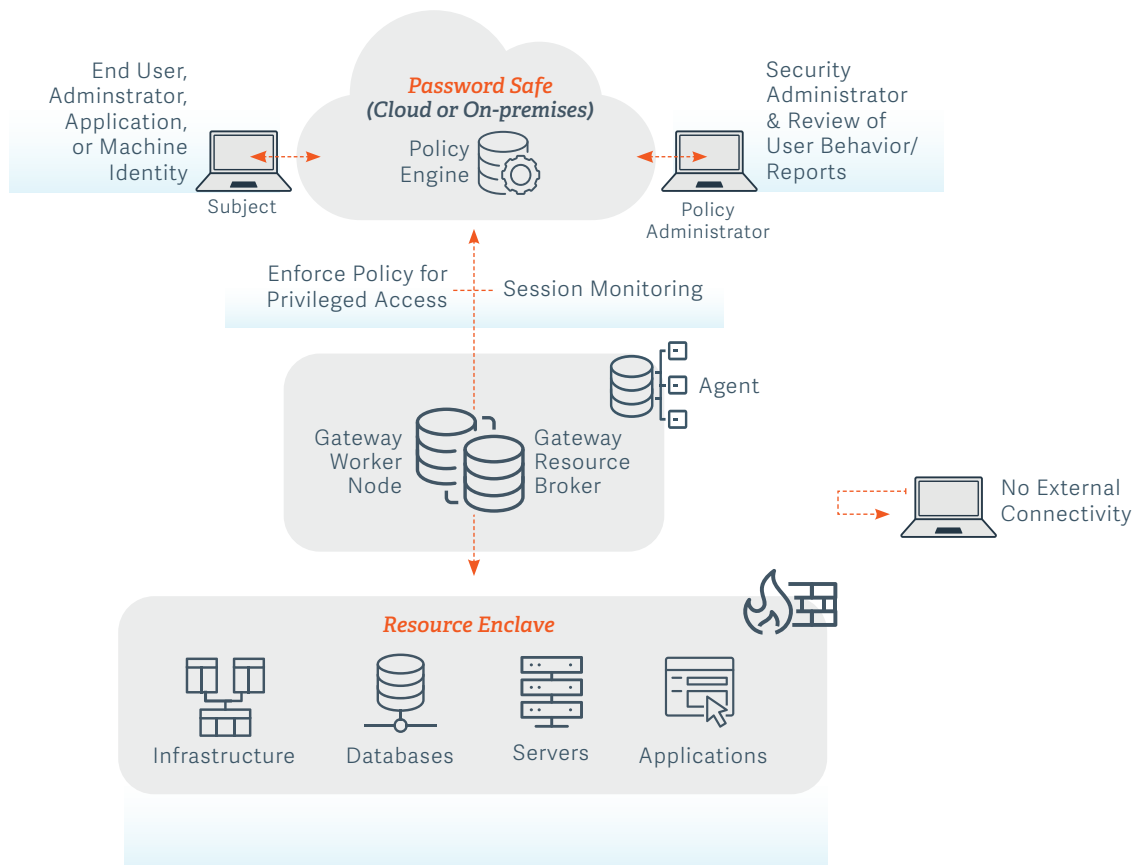 End User,
Adminstrator,
Application,
or Machine
Identity
Subject
Password Safe
(Cloud or On-premises)
Policy
Engine
Security
Administrator
& Review of
User Behavior/
Reports
Policy
Administrator
Enforce Policy for
Privileged Access
Session Monitoring
Agent
Gateway
Worker
Node
Gateway
Resource
Broker
No External
Connectivity
Resource Enclave
Infrastructure
Databases
Servers
Applications